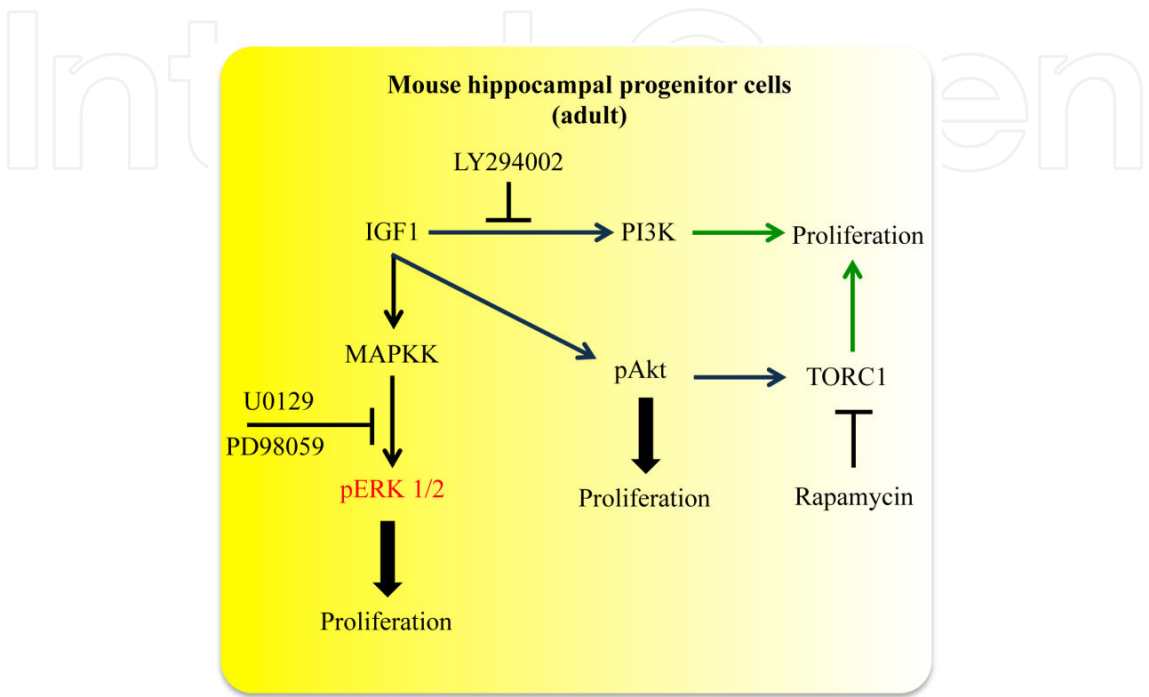 Mouse hippocampal progenitor cells
(adult)
LY294002
IGF1
PI3K
Proliferation
MAPKK
pAkt
TORC1
U0129
PD98059
pERK 1/2
Proliferation
Rapamycin
Proliferation